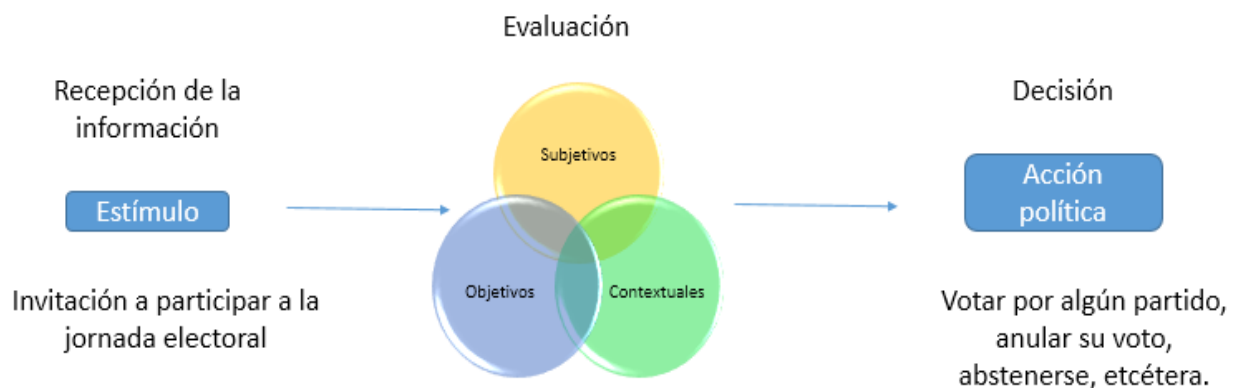 Evaluación
Recepción de la
información
Estímulo
Invitación a participar a la
jornada electoral
Subjetivos
Objetivos
Contextuales
Decisión
Acción
política
Votar por algún partido,
anular su voto,
abstenerse, etcétera.